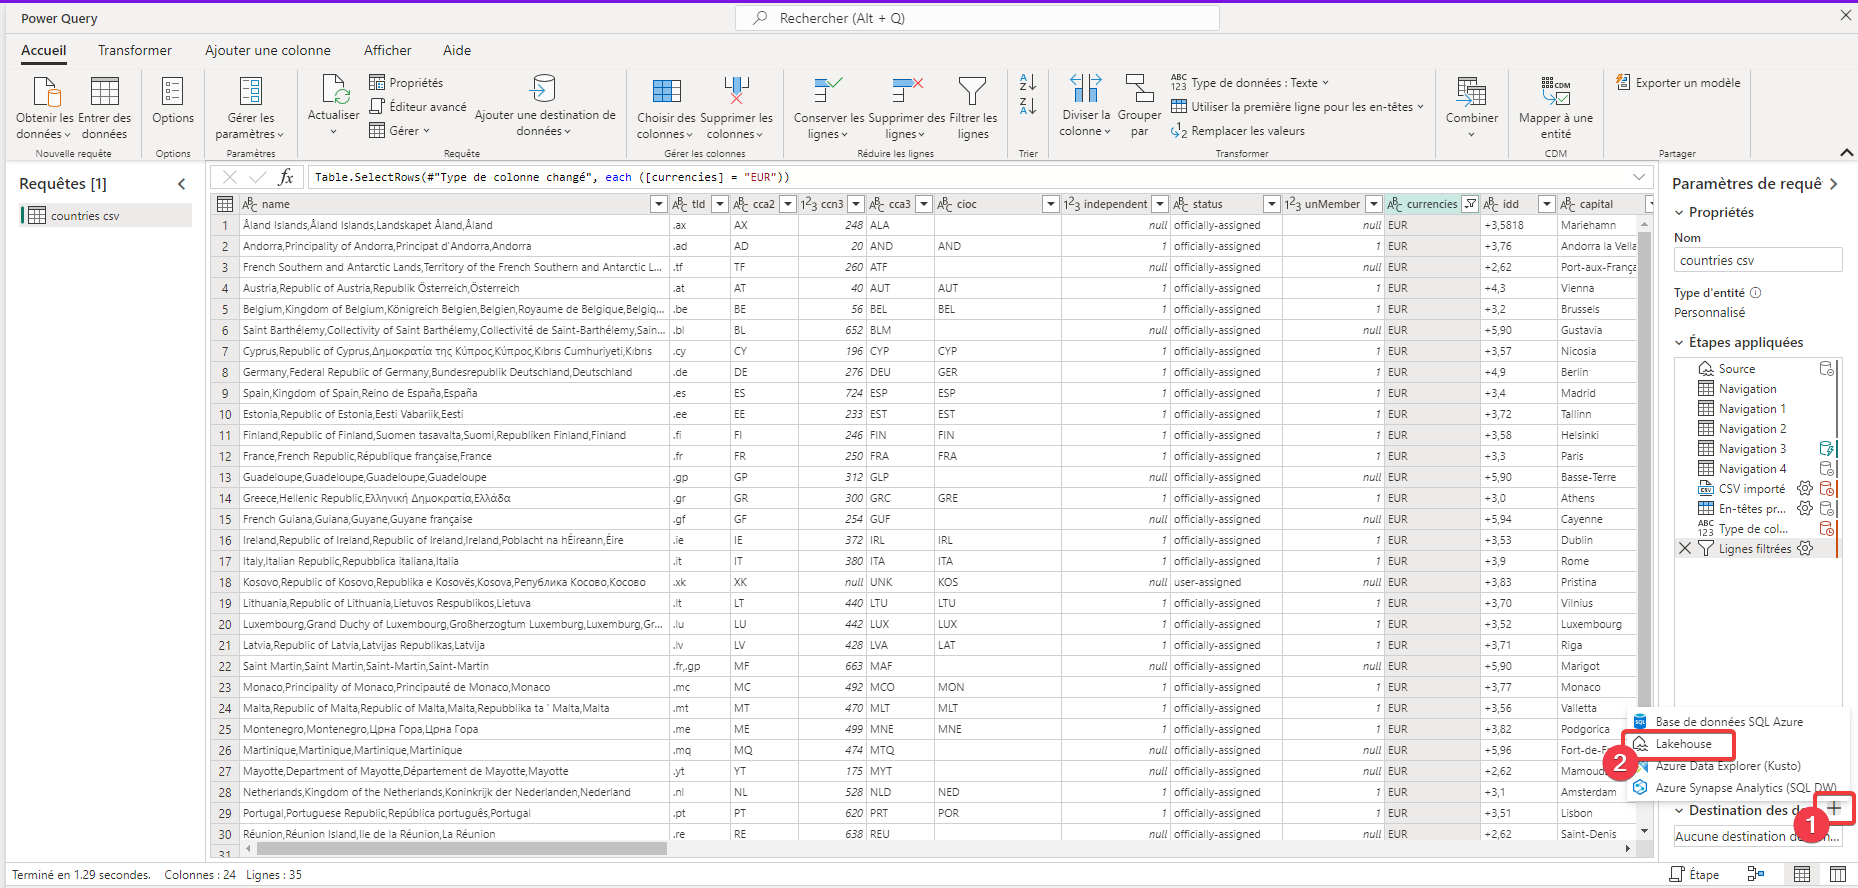 Power Query
Rechercher (Alt + Q)
Accueil Transformer Ajouter une colonne Afficher Aide
Obtenir les données
Entrer des données
Nouvelle requête
Options
Options
Gérer les paramètres
Paramètres
Actualiser
Propriétés
Éditeur avancé
Gérer
Ajouter une destination de données
Requête
Choisir des colonnes
Supprimer les colonnes
Gérer les colonnes
Conserver les lignes
Supprimer des lignes
Filtrer les lignes
Réduire les lignes
Trier
Diviser la colonne
Grouper par
Type de données : Texte
Utiliser la première ligne pour les en-têtes
Remplacer les valeurs
Transformer
Combiner
CDM
Mapper à une entité
CDM
Exporter un modèle
Partager
Requêtes [1]
countries csv
fx Table.SelectRows(#"Type de colonne changé", each ([currencies] = "EUR"))
name tld cca2 ccn3 cca3 cioc independent status unMember currencies idd capital
1 Åland Islands,Åland Islands,Landskapet Åland,Åland .ax AX 248 ALA null officially-assigned null EUR +3,5818 Mariehamn
2 Andorra,Principality of Andorra,Principat d'Andorra,Andorra .ad AD 20 AND AND 1 officially-assigned 1 EUR +3,76 Andorra la Vella
3 French Southern and Antarctic Lands,Territory of the French Southern and Antarctic L... .tf TF 260 ATF null officially-assigned null EUR +2,62 Port-aux-França
4 Austria,Republic of Austria,Republik Österreich,Österreich .at AT 40 AUT AUT 1 officially-assigned 1 EUR +4,3 Vienna
5 Belgium,Kingdom of Belgium,Königreich Belgien,Belgien,Royaume de Belgique,Belgiq... .be BE 56 BEL BEL 1 officially-assigned 1 EUR +3,2 Brussels
6 Saint Barthélemy,Collectivity of Saint Barthélemy,Collectivité de Saint-Barthélemy,Sain... .bl BL 652 BLM null officially-assigned null EUR +5,90 Gustavia
7 Cyprus,Republic of Cyprus,Δημοκρατία της Κύπρος,Κύπρος,Kıbrıs Cumhuriyeti,Kıbrıs .cy CY 196 CYP CYP 1 officially-assigned 1 EUR +3,57 Nicosia
8 Germany,Federal Republic of Germany,Bundesrepublik Deutschland,Deutschland .de DE 276 DEU GER 1 officially-assigned 1 EUR +4,9 Berlin
9 Spain,Kingdom of Spain,Reino de España,España .es ES 724 ESP ESP 1 officially-assigned 1 EUR +3,4 Madrid
10 Estonia,Republic of Estonia,Eesti Vabariik,Eesti .ee EE 233 EST EST 1 officially-assigned 1 EUR +3,72 Tallinn
11 Finland,Republic of Finland,Suomen tasavalta,Suomi,Republiken Finland,Finland .fi FI 246 FIN FIN 1 officially-assigned 1 EUR +3,58 Helsinki
12 France,French Republic,République française,France .fr FR 250 FRA FRA 1 officially-assigned 1 EUR +3,3 Paris
13 Guadeloupe,Guadeloupe,Guadeloupe,Guadeloupe .gp GP 312 GLP null officially-assigned null EUR +5,90 Basse-Terre
14 Greece,Hellenic Republic,Ελληνική Δημοκρατία,Ελλάδα .gr GR 300 GRC GRE 1 officially-assigned 1 EUR +3,0 Athens
15 French Guiana,Guiana,Guyane,Guyane française .gf GF 254 GUF null officially-assigned null EUR +5,94 Cayenne
16 Ireland,Republic of Ireland,Republic of Ireland,Ireland,Poblacht na hÉireann,Éire .ie IE 372 IRL IRL 1 officially-assigned 1 EUR +3,53 Dublin
17 Italy,Italian Republic,Repubblica italiana,Italia .it IT 380 ITA ITA 1 officially-assigned 1 EUR +3,9 Rome
18 Kosovo,Republic of Kosovo,Republika e Kosovës,Kosova,Република Косово,Косово .xk XK null UNK KOS null user-assigned null EUR +3,83 Pristina
19 Lithuania,Republic of Lithuania,Lietuvos Respublikos,Lietuva .lt LT 440 LTU LTU 1 officially-assigned 1 EUR +3,70 Vilnius
20 Luxembourg,Grand Duchy of Luxembourg,Großherzogtum Luxemburg,Luxemburg,Gr... .lu LU 442 LUX LUX 1 officially-assigned 1 EUR +3,52 Luxembourg
21 Latvia,Republic of Latvia,Latvijas Republikas,Latvija .lv LV 428 LVA LAT 1 officially-assigned 1 EUR +3,71 Riga
22 Saint Martin,Saint Martin,Saint-Martin,Saint-Martin .fr,.gp MF 663 MAF null officially-assigned null EUR +5,90 Marigot
23 Monaco,Principality of Monaco,Principauté de Monaco,Monaco .mc MC 492 MCO MON 1 officially-assigned 1 EUR +3,77 Monaco
24 Malta,Republic of Malta,Republic of Malta,Malta,Repubblika ta ' Malta,Malta .mt MT 470 MLT MLT 1 officially-assigned 1 EUR +3,56 Valletta
25 Montenegro,Montenegro,Црна Гора,Црна Гора .me ME 499 MNE MNE 1 officially-assigned 1 EUR +3,82 Podgorica
26 Martinique,Martinique,Martinique,Martinique .mq MQ 474 MTQ null officially-assigned null EUR +5,96 Fort-de-F
27 Mayotte,Department of Mayotte,Département de Mayotte,Mayotte .yt YT 175 MYT null officially-assigned null EUR +2,62 Mamoud
28 Netherlands,Kingdom of the Netherlands,Koninkrijk der Nederlanden,Nederland .nl NL 528 NLD NED 1 officially-assigned 1 EUR +3,1 Amsterdam
29 Portugal,Portuguese Republic,República português,Portugal .pt PT 620 PRT POR 1 officially-assigned 1 EUR +3,51 Lisbon
30 Réunion,Réunion Island,Ile de la Réunion,La Réunion .re RE 638 REU null officially-assigned null EUR +2,62 Saint-Denis
31
Paramètres de requê
Propriétés
Nom
countries csv
Type d'entité
Personnalisé
Étapes appliquées
Source
Navigation
Navigation 1
Navigation 2
Navigation 3
Navigation 4
CSV importé
En-têtes pr...
Type de col...
Lignes filtrées
Base de données SQL Azure
Lakehouse
2
Azure Data Explorer (Kusto)
Azure Synapse Analytics (SQL DW)
Destination des d
1
Aucune destination de
Terminé en 1.29 secondes. Colonnes : 24 Lignes : 35
Étape